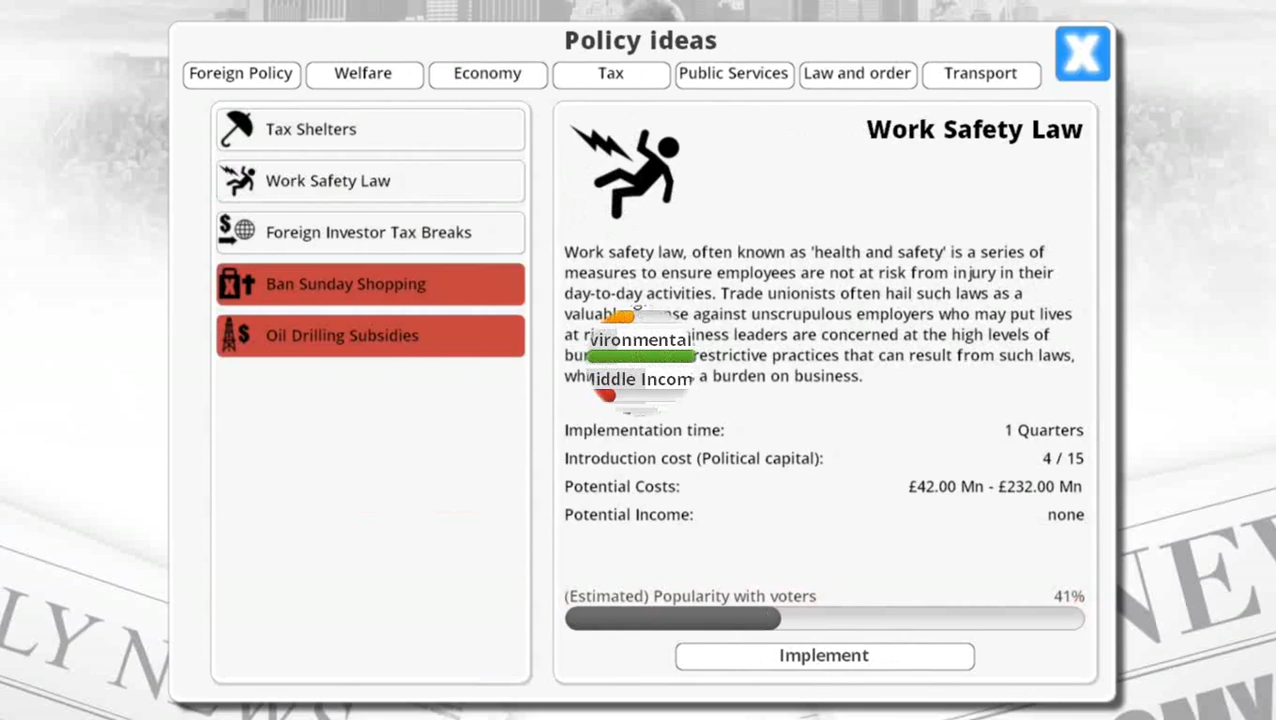 Policy ideas
Foreign Policy
Welfare
Economy
Tax
Public Services
Law and order
Transport
Tax Shelters
Work Safety Law
Foreign Investor Tax Breaks
Ban Sunday Shopping
Oil Drilling Subsidies
Work Safety Law
Work safety law, often known as 'health and safety' is a series of
measures to ensure employees are not at risk from injury in their
day-to-day activities. Trade unionists often hail such laws as a
against unscrupulous employers who may put lives
at leaders are concerned at the high levels of
restrictive practices that can result from such laws,
a burden on business.
Implementation time: 1 Quarters
Introduction cost (Political capital): 4 / 15
Potential Costs: £42.00 Mn - £232.00 Mn
Potential Income: none
(Estimated) Popularity with voters 41%
Implement